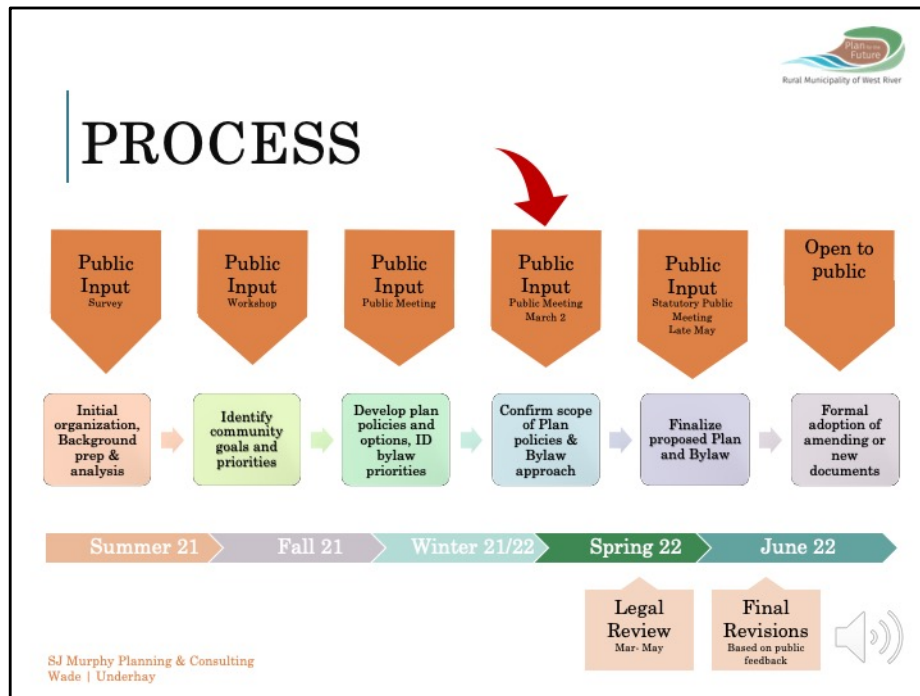 Plan for the
Future
Rural Municipality of West River
PROCESS
Public
Input
Survey
Public
Input
Workshop
Public
Input
Public Meeting
Public
Input
Public Meeting
March 2
Public
Input
Statutory Public
Meeting
Late May
Open to
public
Initial
organization,
Background
prep &
analysis
Identify
community
goals and
priorities
Develop plan
policies and
options, ID
bylaw
priorities
Confirm scope
of Plan
policies &
Bylaw
approach
Finalize
proposed Plan
and Bylaw
Formal
adoption of
amending or
new
documents
Summer 21
Fall 21
Winter 21/22
Spring 22
June 22
Legal
Review
Mar- May
Final
Revisions
Based on public
feedback
SJ Murphy Planning & Consulting
Wade | Underhay